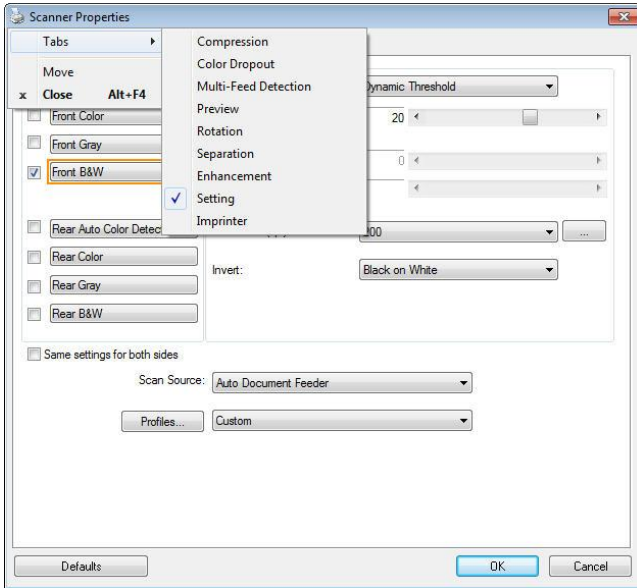 Scanner Properties
Tabs
Move
x Close Alt+F4
Compression
Color Dropout
Multi-Feed Detection
Preview
Rotation
Separation
Enhancement
Setting
Imprinter
Dynamic Threshold
Front Color
20
Front Gray
Front B&W
0
Rear Auto Color Detec
200
...
Rear Color
Invert:
Black on White
Rear Gray
Rear B&W
Same settings for both sides
Scan Source:
Auto Document Feeder
Profiles...
Custom
Defaults
OK
Cancel